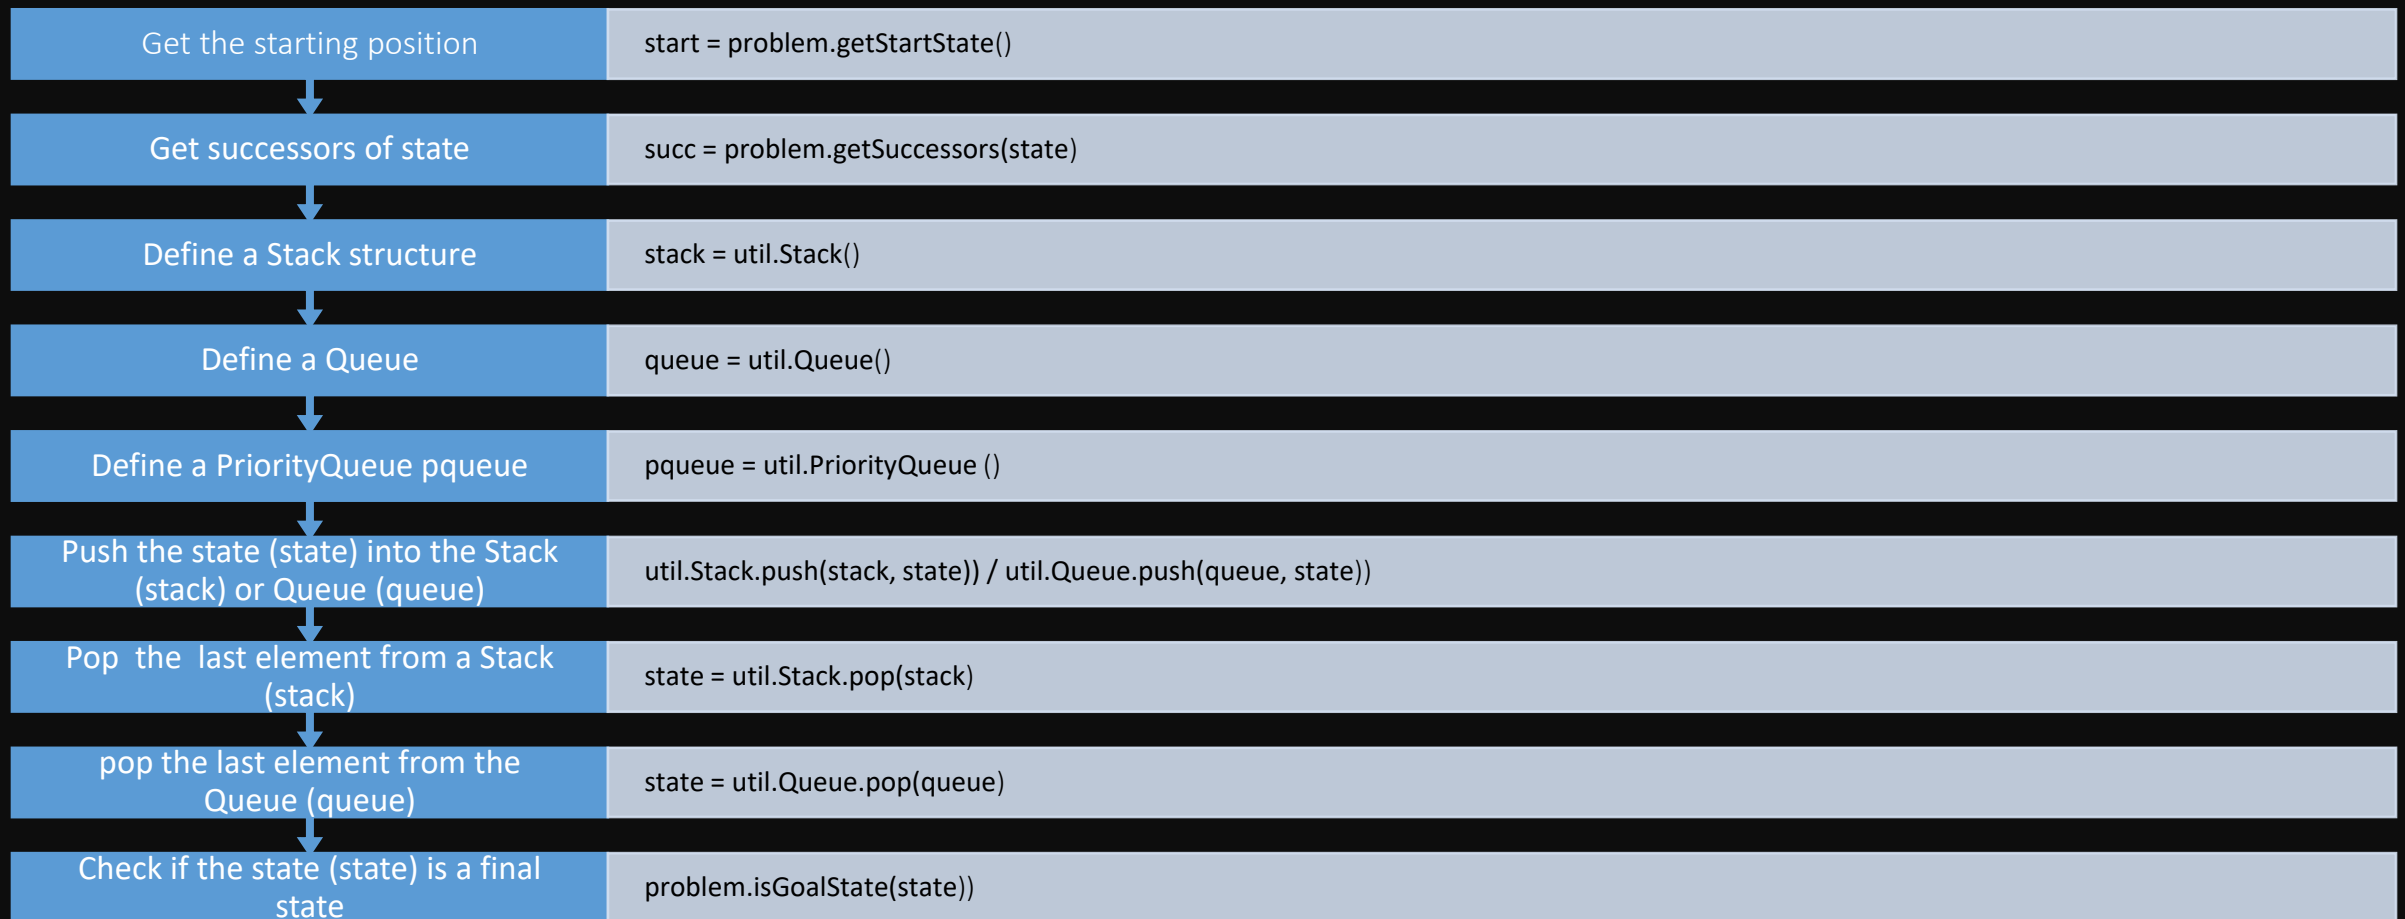 Get the starting position
start = problem.getStartState()
Get successors of state
succ = problem.getSuccessors(state)
Define a Stack structure
stack = util.Stack()
Define a Queue
queue = util.Queue()
Define a PriorityQueue pqueue
pqueue = util.PriorityQueue ()
Push the state (state) into the Stack
(stack) or Queue (queue)
util.Stack.push(stack, state)) / util.Queue.push(queue, state))
Pop the last element from a Stack
(stack)
state = util.Stack.pop(stack)
pop the last element from the
Queue (queue)
state = util.Queue.pop(queue)
Check if the state (state) is a final
state
problem.isGoalState(state))